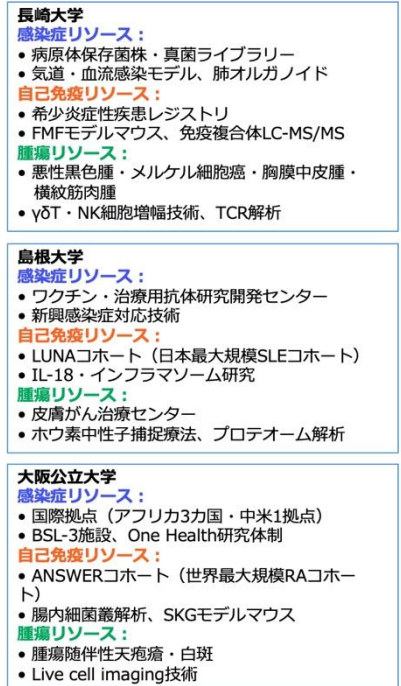 長崎大学
感染症リソース：
• 病原体保存菌株・真菌ライブラリー
• 気道・血流感染モデル、肺オルガノイド
自己免疫リソース：
• 希少炎症性疾患レジストリ
• FMFモデルマウス、免疫複合体LC-MS/MS
腫瘍リソース：
• 悪性黒色腫・メルケル細胞癌・胸膜中皮腫・
横紋筋肉腫
• γδT・NK細胞増幅技術、TCR解析
島根大学
感染症リソース：
• ワクチン・治療用抗体研究開発センター
• 新興感染症対応技術
自己免疫リソース：
• LUNAコホート（日本最大規模SLEコホート）
• IL-18・インフラマソーム研究
腫瘍リソース：
• 皮膚がん治療センター
• ホウ素中性子捕捉療法、プロテオーム解析
大阪公立大学
感染症リソース：
• 国際拠点（アフリカ3カ国・中米1拠点）
• BSL-3施設、One Health研究体制
自己免疫リソース：
• ANSWERコホート（世界最大規模RAコホー
ト）
• 腸内細菌叢解析、SKGモデルマウス
腫瘍リソース：
• 腫瘍随伴性天疱瘡・白斑
• Live cell imaging技術